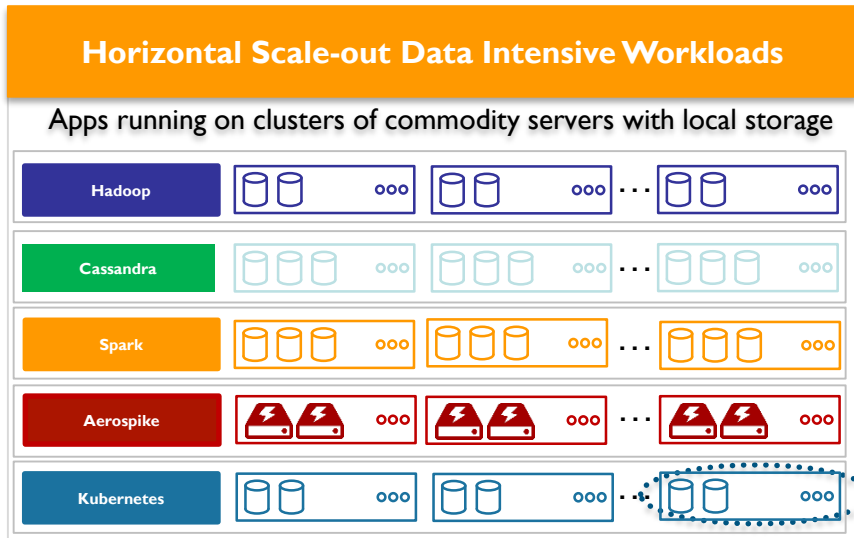 Horizontal Scale-out Data Intensive Workloads
Apps running on clusters of commodity servers with local storage
Hadoop
Cassandra
Spark
Aerospike
Kubernetes